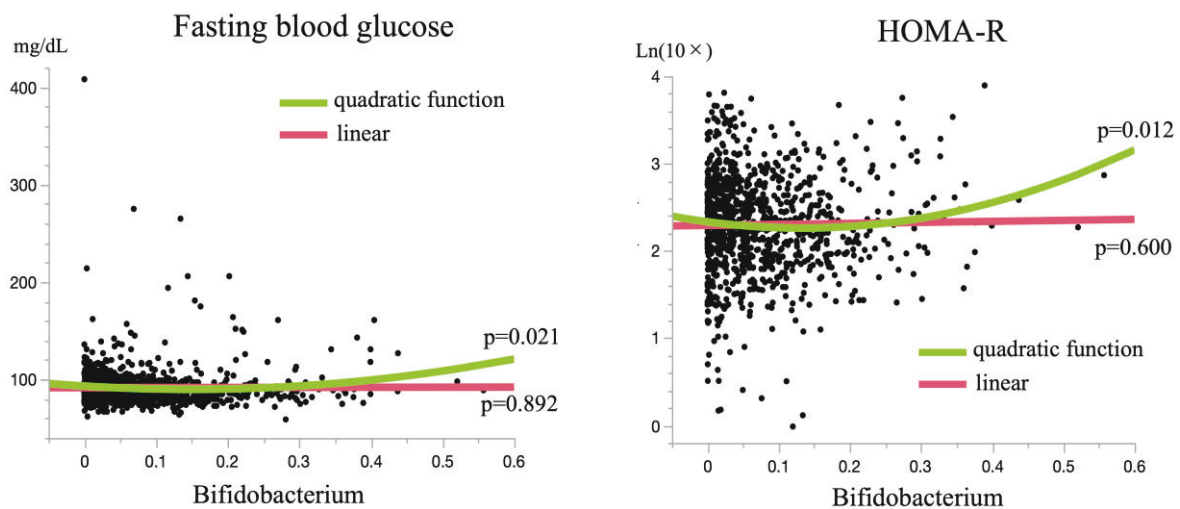 Fasting blood glucose
mg/dL
400
300
200
100
quadratic function
linear
p=0.021
p=0.892
0 0.1 0.2 0.3 0.4 0.5 0.6
Bifidobacterium
HOMA-R
Ln(10×)
4
3
2
1
0
p=0.012
p=0.600
quadratic function
linear
0 0.1 0.2 0.3 0.4 0.5 0.6
Bifidobacterium